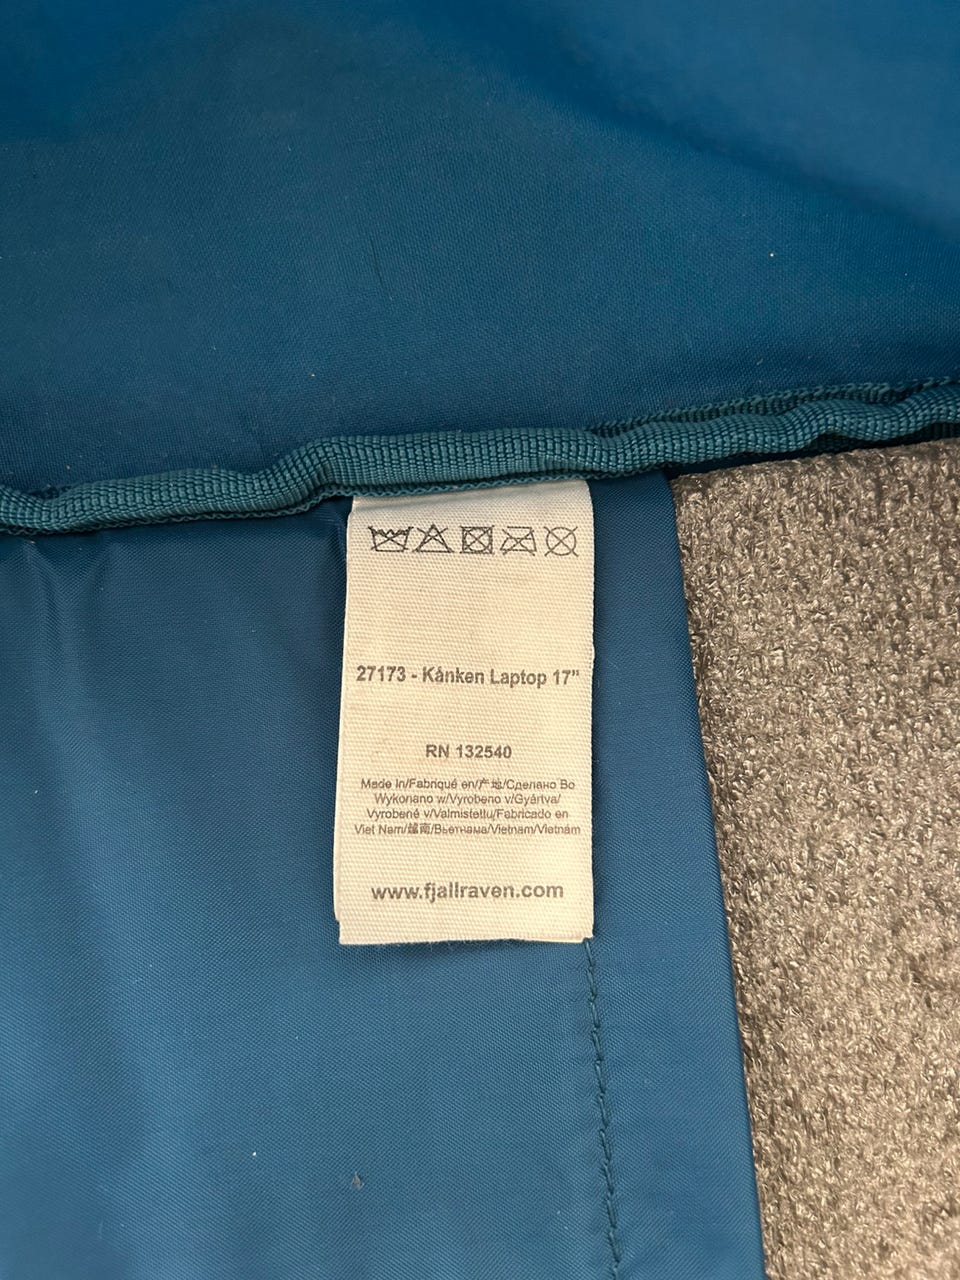 27173 - Kånken Laptop 17"
RN 132540
Made in/Fabriqué en/产地/Сделано Во
Wykonano w/Vyrobeno v/Gyártva/
Vyrobené v/Valmistettu/Fabricado en
Viet Nam/越南/Вьетнама/Vietnam/Vietnám
www.fjallraven.com